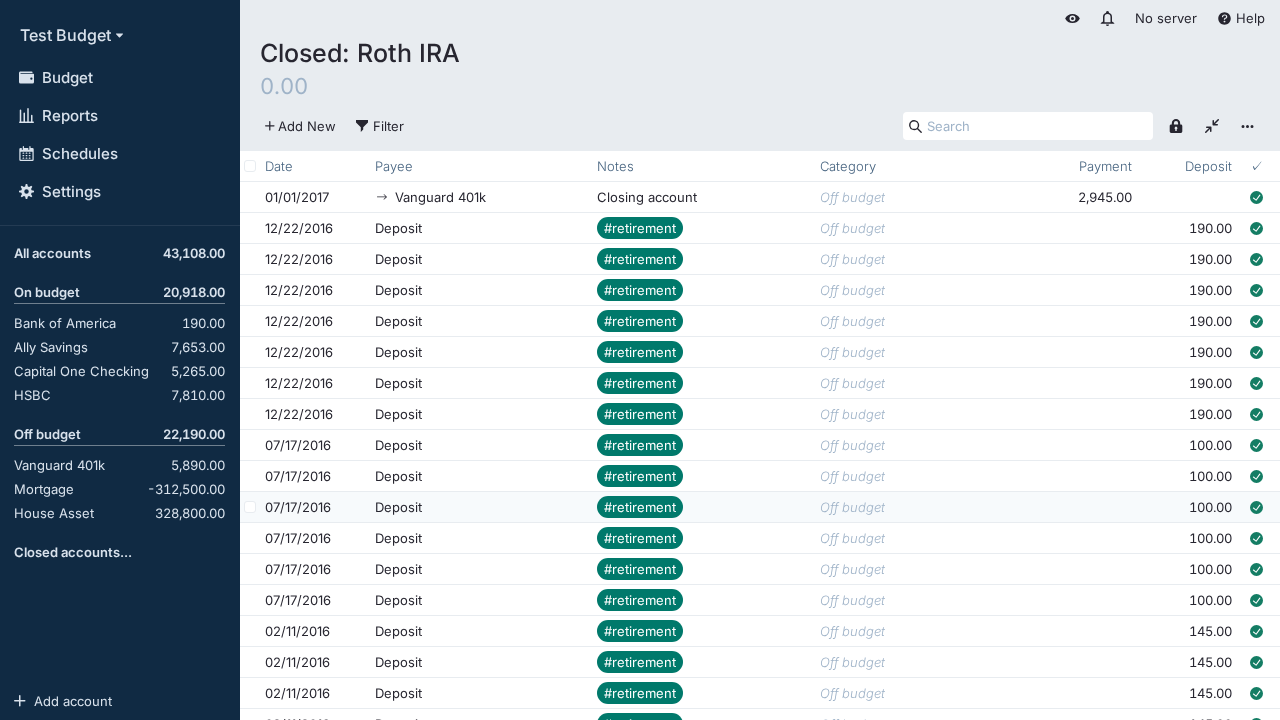 Test Budget
Budget
Reports
Schedules
Settings
All accounts 43,108.00
On budget 20,918.00
Bank of America 190.00
Ally Savings 7,653.00
Capital One Checking 5,265.00
HSBC 7,810.00
Off budget 22,190.00
Vanguard 401k 5,890.00
Mortgage -312,500.00
House Asset 328,800.00
Closed accounts...
Add account
No server Help
Closed: Roth IRA
0.00
Add New Filter Search
Date Payee Notes Category Payment Deposit ✓
01/01/2017 → Vanguard 401k Closing account Off budget 2,945.00
12/22/2016 Deposit #retirement Off budget 190.00
12/22/2016 Deposit #retirement Off budget 190.00
12/22/2016 Deposit #retirement Off budget 190.00
12/22/2016 Deposit #retirement Off budget 190.00
12/22/2016 Deposit #retirement Off budget 190.00
12/22/2016 Deposit #retirement Off budget 190.00
12/22/2016 Deposit #retirement Off budget 190.00
07/17/2016 Deposit #retirement Off budget 100.00
07/17/2016 Deposit #retirement Off budget 100.00
07/17/2016 Deposit #retirement Off budget 100.00
07/17/2016 Deposit #retirement Off budget 100.00
07/17/2016 Deposit #retirement Off budget 100.00
07/17/2016 Deposit #retirement Off budget 100.00
02/11/2016 Deposit #retirement Off budget 145.00
02/11/2016 Deposit #retirement Off budget 145.00
02/11/2016 Deposit #retirement Off budget 145.00